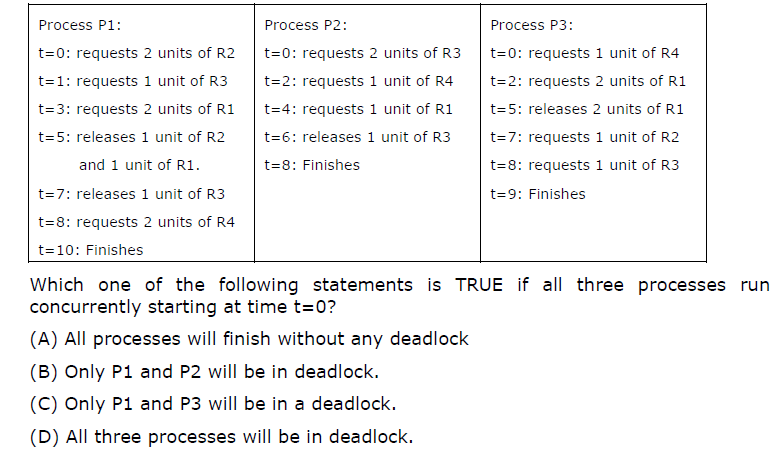 Process P1:
t=0: requests 2 units of R2
t=1: requests 1 unit of R3
t=3: requests 2 units of R1
t=5: releases 1 unit of R2
and 1 unit of R1.
t=7: releases 1 unit of R3
t=8: requests 2 units of R4
t=10: Finishes
Process P2:
t=0: requests 2 units of R3
t=2: requests 1 unit of R4
t=4: requests 1 unit of R1
t=6: releases 1 unit of R3
t=8: Finishes
Process P3:
t=0: requests 1 unit of R4
t=2: requests 2 units of R1
t=5: releases 2 units of R1
t=7: requests 1 unit of R2
t=8: requests 1 unit of R3
t=9: Finishes
Which one of the following statements is TRUE if all three processes run
concurrently starting at time t=0?
(A) All processes will finish without any deadlock
(B) Only P1 and P2 will be in deadlock.
(C) Only P1 and P3 will be in a deadlock.
(D) All three processes will be in deadlock.